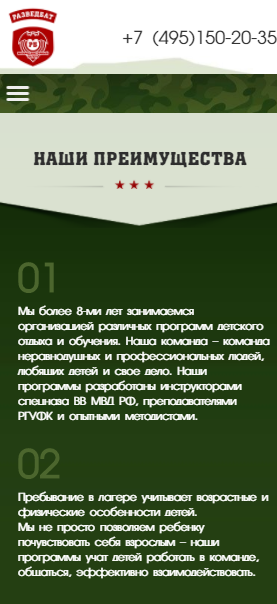 РАЗВЕДБАТ
РБ
+7 (495)150-20-35
НАШИ ПРЕИМУЩЕСТВА
01
Мы более 8-ми лет занимаемся
организацией различных программ детского
отдыха и обучения. Наша команда – команда
неравнодушных и профессиональных людей,
любящих детей и свое дело. Наши
программы разработаны инструкторами
спецназа ВВ МВД РФ, преподавателями
РГУФК и опытными методистами.
02
Пребывание в лагере учитывает возрастные и
физические особенности детей.
Мы не просто позволяем ребенку
почувствовать себя взрослым – наши
программы учат детей работать в команде,
общаться, эффективно взаимодействовать.